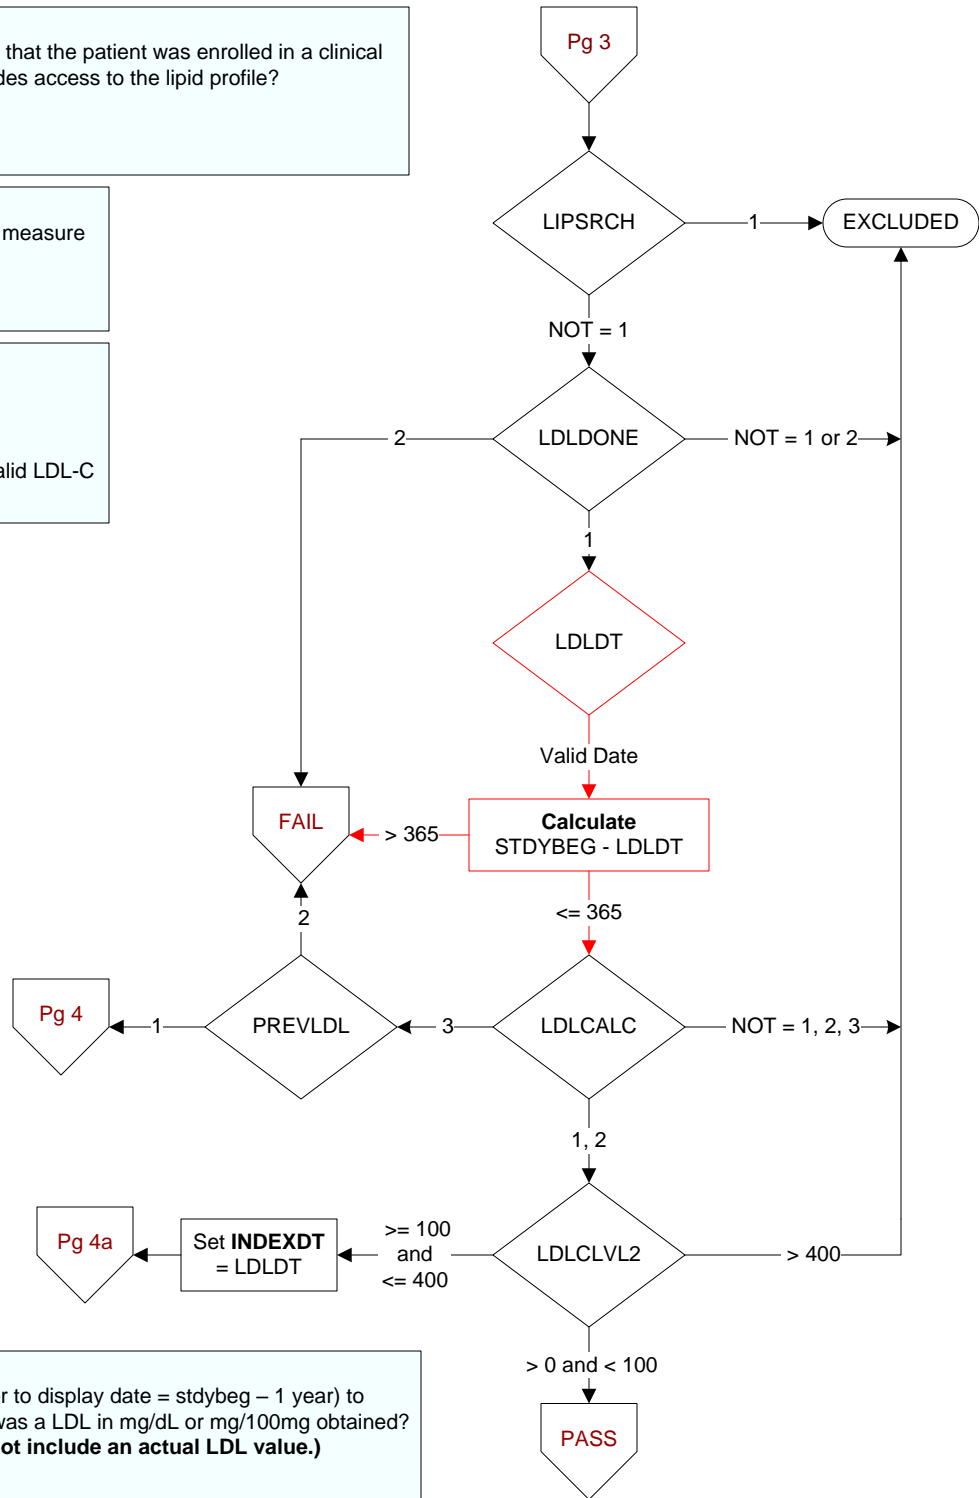 Pg 3
that the patient was enrolled in a clinical
des access to the lipid profile?
LIPSRCH
1
EXCLUDED
measure
NOT = 1
LDLDONE
2
NOT = 1 or 2
alid LDL-C
1
LDLDT
Valid Date
Calculate
STDYBEG - LDLDT
> 365
FAIL
<= 365
2
LDLCALC
NOT = 1, 2, 3
3
PREVLDL
1
Pg 4
1, 2
LDLCLVL2
> 400
>= 100
and
<= 400
Set INDEXDT
= LDLDT
Pg 4a
> 0 and < 100
PASS
r to display date = stdybeg – 1 year) to
was a LDL in mg/dL or mg/100mg obtained?
ot include an actual LDL value.)